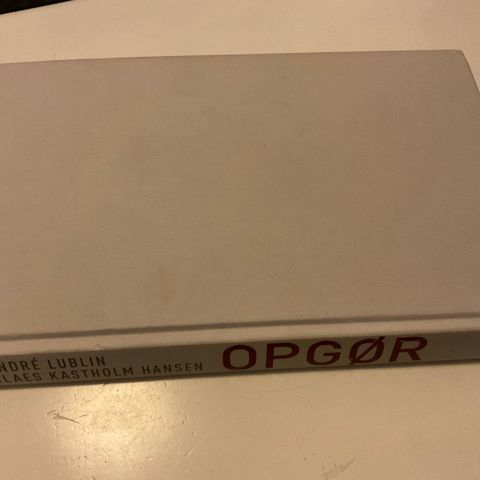 NDRÉ LUBLIN
LAES KASTHOLM HANSEN
OPGØR